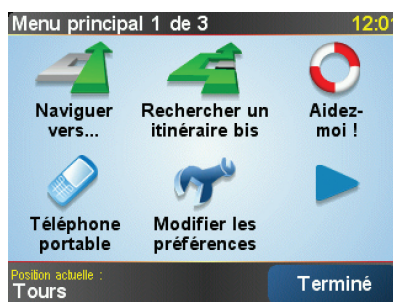 Menu principal 1 de 3
12:01
Naviguer
vers...
Rechercher un
itinéraire bis
Aidez-
moi !
Téléphone
portable
Modifier les
préférences
Position actuelle :
Tours
Terminé